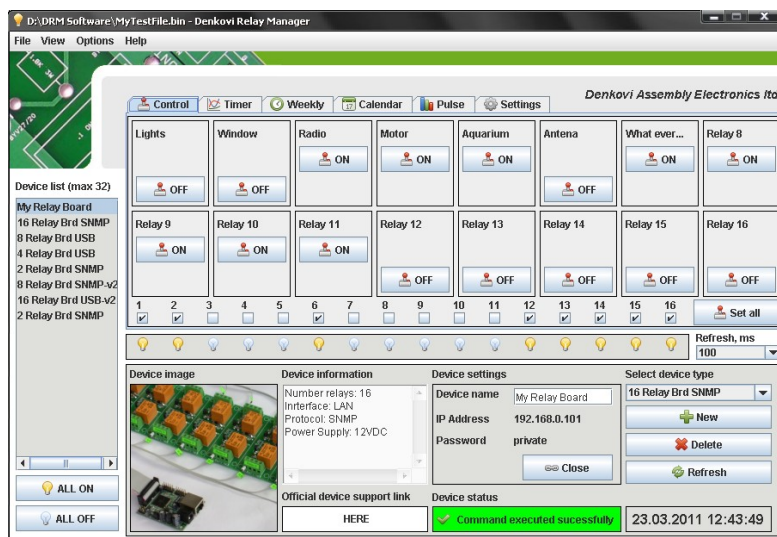 D:\DRM Software\MyTestFile.bin - Denkovi Relay Manager
File View Options Help
Denkovi Assembly Electronics ltd
Control Timer Weekly Calendar Pulse Settings
Lights Window Radio Motor Aquarium Antena What ever... Relay 8
ON ON ON ON ON
OFF OFF OFF
Device list (max 32)
My Relay Board
16 Relay Brd SNMP
8 Relay Brd USB
4 Relay Brd USB
2 Relay Brd SNMP
8 Relay Brd SNMP-v2
16 Relay Brd USB-v2
2 Relay Brd SNMP
ALL ON
ALL OFF
Relay 9 Relay 10 Relay 11 Relay 12 Relay 13 Relay 14 Relay 15 Relay 16
ON ON ON
OFF OFF OFF OFF OFF
1 2 3 4 5 6 7 8 9 10 11 12 13 14 15 16
Set all
Refresh, ms
100
Device image
Device information
Number relays: 16
Inrterface: LAN
Protocol: SNMP
Power Supply: 12VDC
Official device support link
HERE
Device settings
Device name My Relay Board
IP Address 192.168.0.101
Password private
Close
Device status
Command executed sucessfully
Select device type
16 Relay Brd SNMP
New
Delete
Refresh
23.03.2011 12:43:49